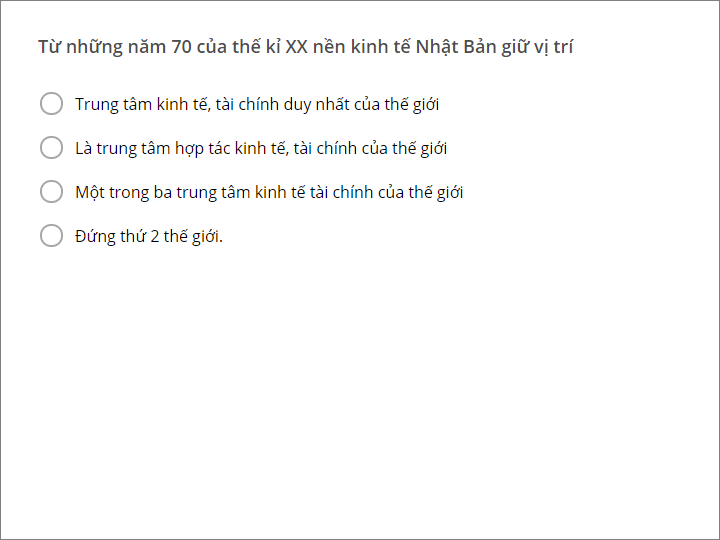 Từ những năm 70 của thế kỉ XX nền kinh tế Nhật Bản giữ vị trí
Trung tâm kinh tế, tài chính duy nhất của thế giới
Là trung tâm hợp tác kinh tế, tài chính của thế giới
Một trong ba trung tâm kinh tế tài chính của thế giới
Đứng thứ 2 thế giới.